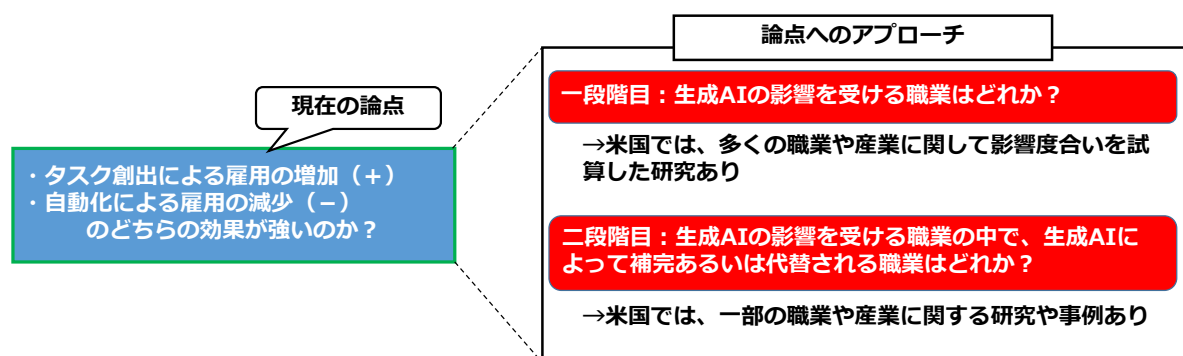 論点へのアプローチ
現在の論点
・タスク創出による雇用の増加（＋）
・自動化による雇用の減少（－）
のどちらの効果が強いのか？
一段階目：生成AIの影響を受ける職業はどれか？
→米国では、多くの職業や産業に関して影響度合いを試
算した研究あり
二段階目：生成AIの影響を受ける職業の中で、生成AIに
よって補完あるいは代替される職業はどれか？
→米国では、一部の職業や産業に関する研究や事例あり